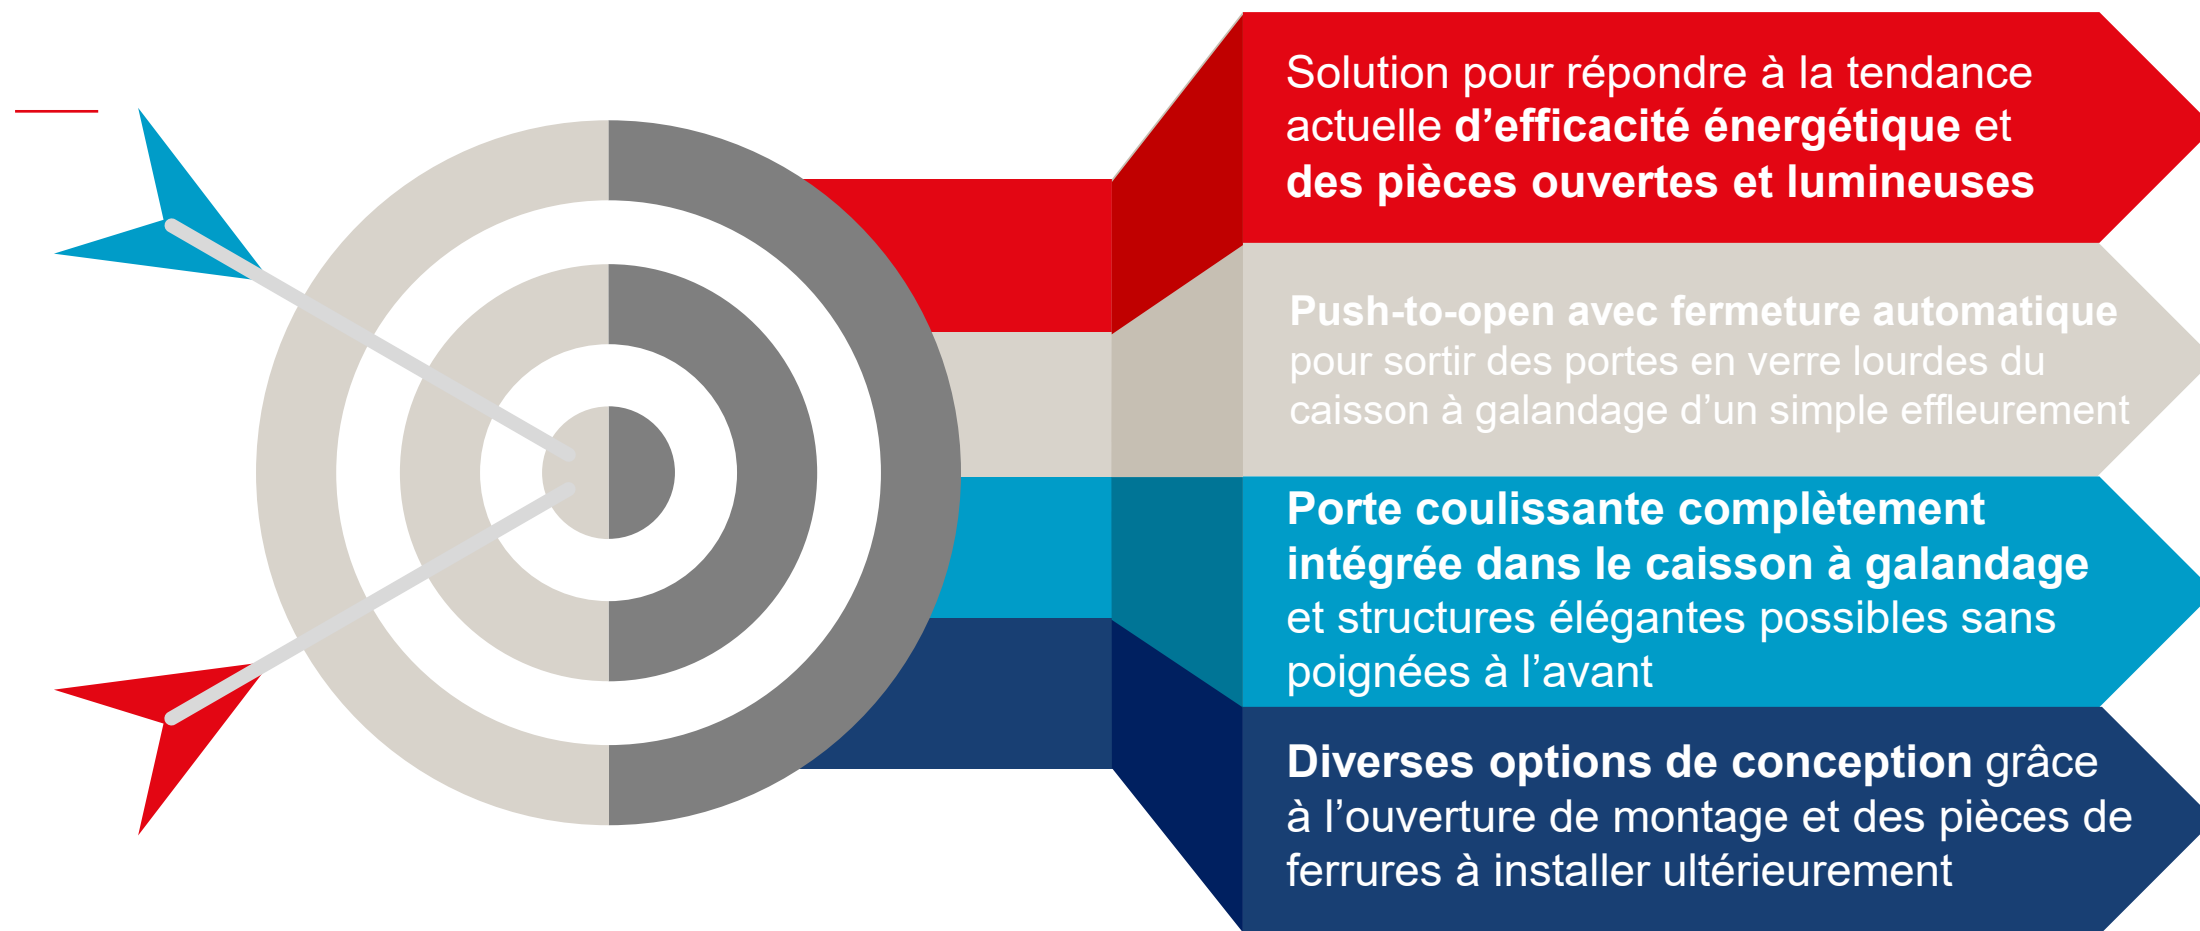 Solution pour répondre à la tendance
actuelle d’efficacité énergétique et
des pièces ouvertes et lumineuses
Push-to-open avec fermeture automatique
pour sortir des portes en verre lourdes du
caisson à galandage d’un simple effleurement
Porte coulissante complètement
intégrée dans le caisson à galandage
et structures élégantes possibles sans
poignées à l’avant
Diverses options de conception grâce
à l’ouverture de montage et des pièces de
ferrures à installer ultérieurement